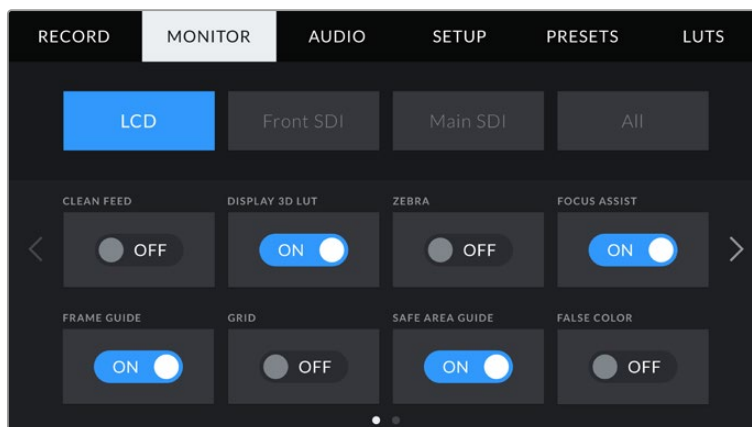 RECORD MONITOR AUDIO SETUP PRESETS LUTS
LCD Front SDI Main SDI All
CLEAN FEED DISPLAY 3D LUT ZEBRA FOCUS ASSIST
OFF ON OFF ON
FRAME GUIDE GRID SAFE AREA GUIDE FALSE COLOR
ON OFF ON OFF